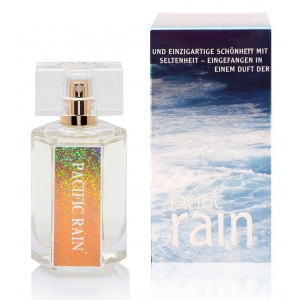 PACIFIC RAIN
UND EINZIGARTIGE SCHÖNHEIT MIT
SELTENHEIT – EINGEFANGEN IN
EINEM DUFT DER
PACIFIC
rain